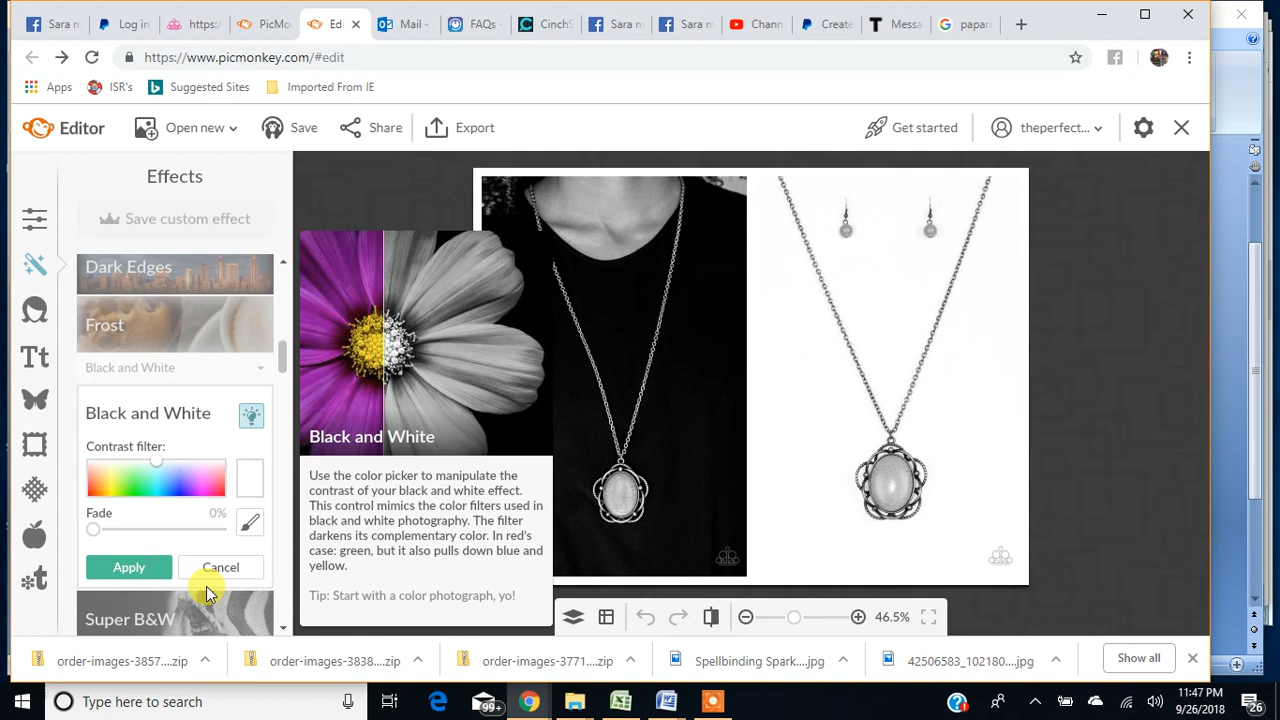 Sara m
Log in
https:/
PicMo
Edi
Mail -
FAQs -
CinchS
Sara m
Sara m
Chann
Create
Messa
papara
https://www.picmonkey.com/#edit
Apps
ISR's
Suggested Sites
Imported From IE
Editor
Open new
Save
Share
Export
Get started
theperfect...
Effects
Save custom effect
Dark Edges
Frost
Black and White
Black and White
Contrast filter:
Fade 0%
Apply
Cancel
Super B&W
Black and White
Use the color picker to manipulate the
contrast of your black and white effect.
This control mimics the color filters used in
black and white photography. The filter
darkens its complementary color. In red's
case: green, but it also pulls down blue and
yellow.
Tip: Start with a color photograph, yo!
46.5%
order-images-3857....zip
order-images-3838....zip
order-images-3771....zip
Spellbinding Spark....jpg
42506583_102180....jpg
Show all
Type here to search
99+
11:47 PM
9/26/2018
26